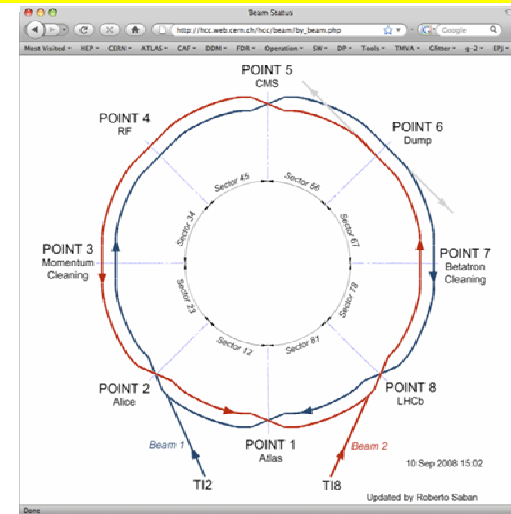 Beam Status
http://hcc.web.cern.ch/hcc/beam/by_beam.php
Google
Most Visited HEP CERN ATLAS CAF DDM FDR Operation SW DP Tools TMVA Glitter g-2 EPJ
POINT 5
CMS
POINT 4
RF
POINT 6
Dump
Sector 45
Sector 56
Sector 34
Sector 67
POINT 3
Momentum
Cleaning
POINT 7
Betatron
Cleaning
Sector 23
Sector 78
Sector 12
Sector 81
POINT 2
Alice
POINT 8
LHCb
Beam 1
POINT 1
Atlas
Beam 2
10 Sep 2008 15.02
TI2
TI8
Updated by Roberto Saban
Done